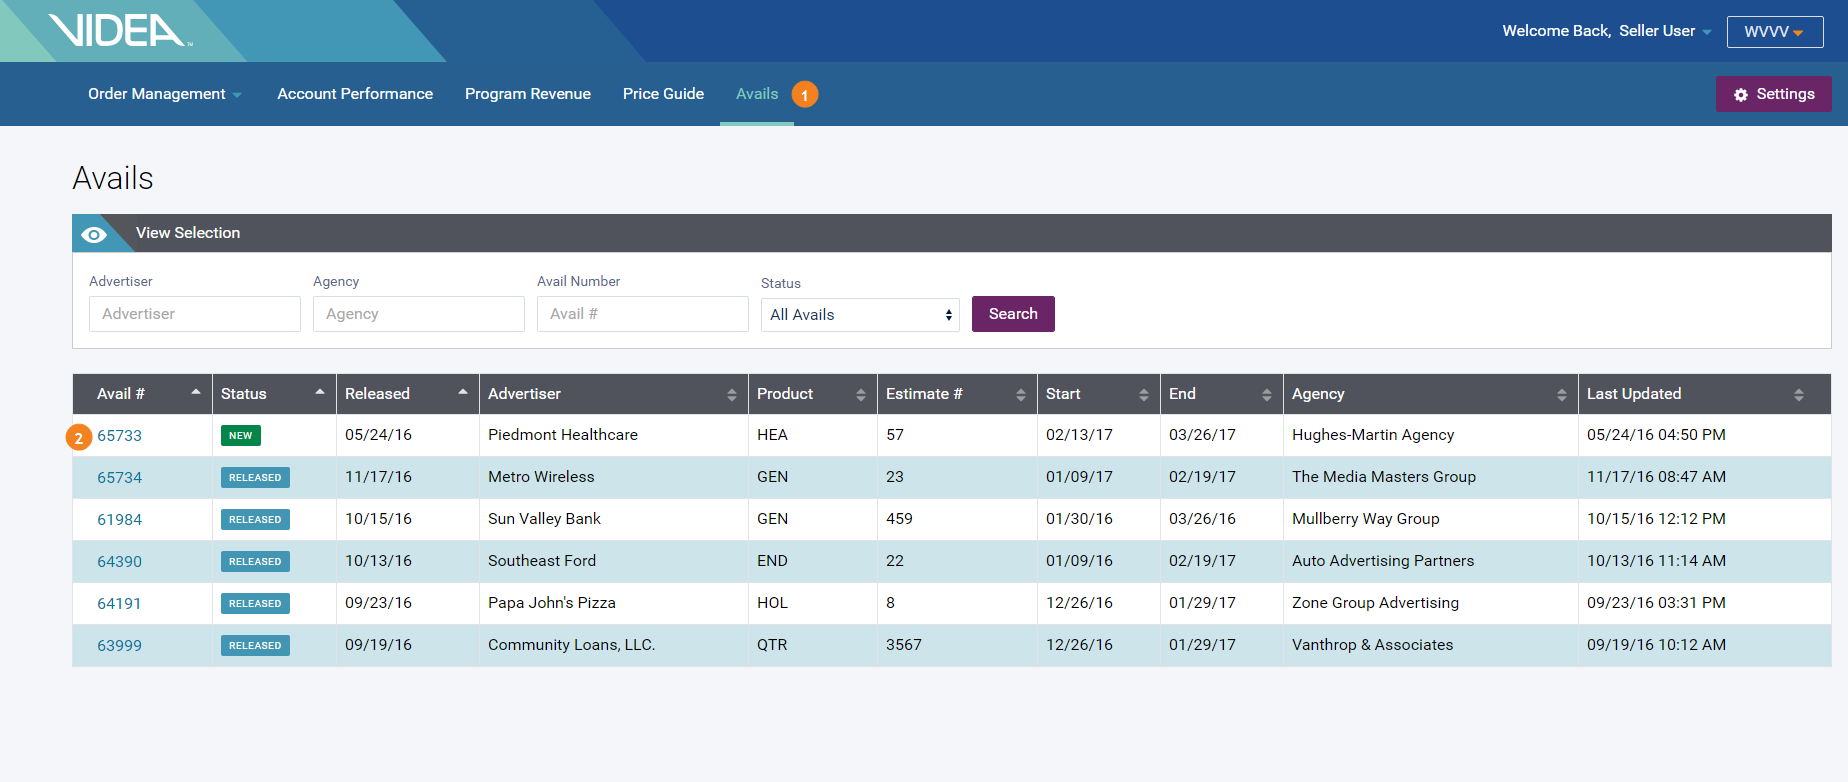 VIDEA™
Welcome Back, Seller User
WVVV
Order Management Account Performance Program Revenue Price Guide Avails 1 Settings
Avails
View Selection
Advertiser Agency Avail Number Status
Advertiser Agency Avail # All Avails Search
Avail # Status Released Advertiser Product Estimate # Start End Agency Last Updated
2 65733 NEW 05/24/16 Piedmont Healthcare HEA 57 02/13/17 03/26/17 Hughes-Martin Agency 05/24/16 04:50 PM
65734 RELEASED 11/17/16 Metro Wireless GEN 23 01/09/17 02/19/17 The Media Masters Group 11/17/16 08:47 AM
61984 RELEASED 10/15/16 Sun Valley Bank GEN 459 01/30/16 03/26/16 Mullberry Way Group 10/15/16 12:12 PM
64390 RELEASED 10/13/16 Southeast Ford END 22 01/09/16 02/19/17 Auto Advertising Partners 10/13/16 11:14 AM
64191 RELEASED 09/23/16 Papa John's Pizza HOL 8 12/26/16 01/29/17 Zone Group Advertising 09/23/16 03:31 PM
63999 RELEASED 09/19/16 Community Loans, LLC. QTR 3567 12/26/16 01/29/17 Vanthrop & Associates 09/19/16 10:12 AM